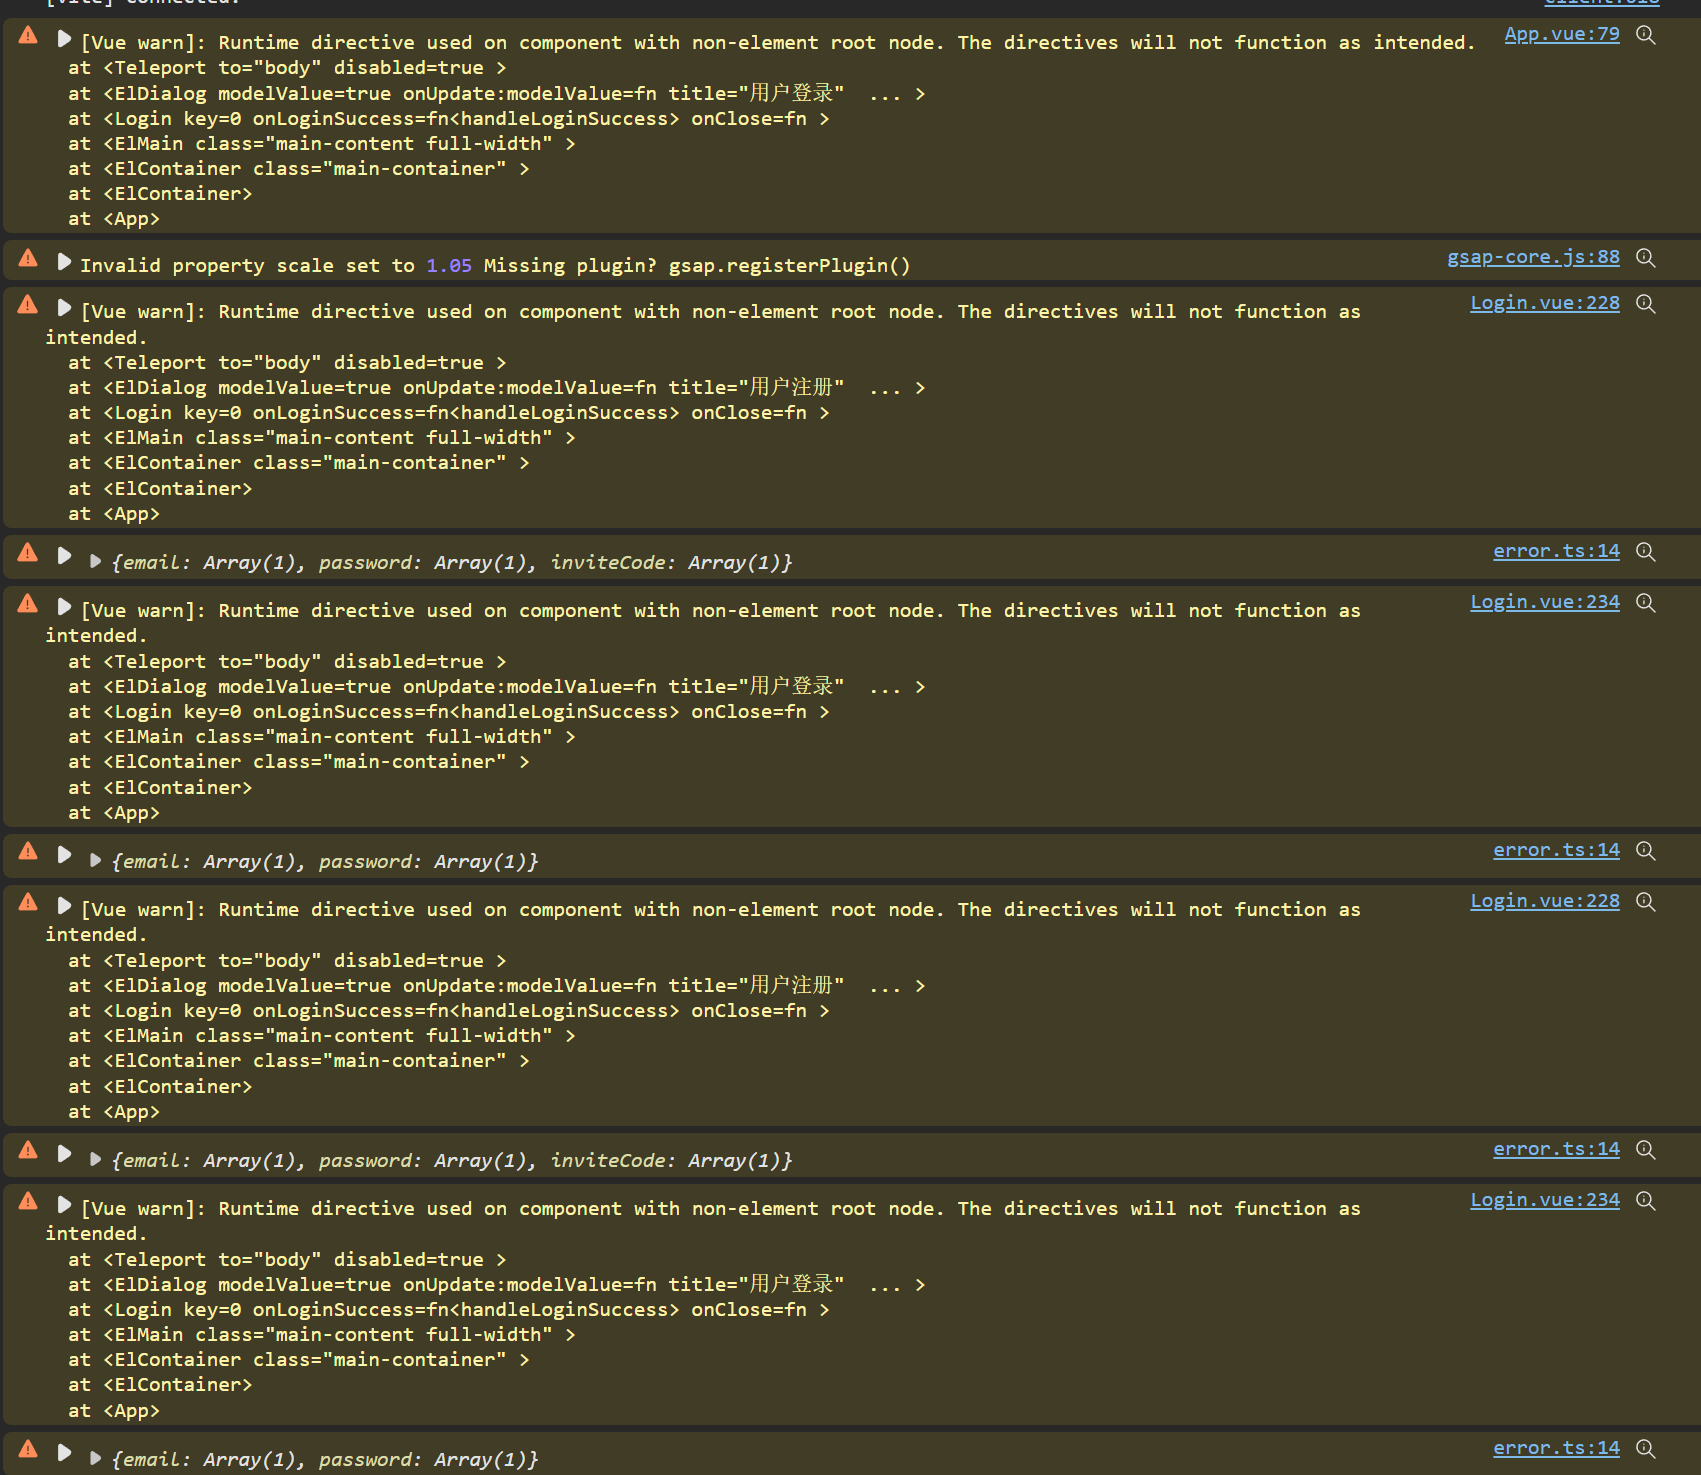 [vite] connected.
client:618
[Vue warn]: Runtime directive used on component with non-element root node. The directives will not function as intended.
App.vue:79
at <Teleport to="body" disabled=true >
at <ElDialog modelValue=true onUpdate:modelValue=fn title="用户登录"  ... >
at <Login key=0 onLoginSuccess=fn<handleLoginSuccess> onClose=fn >
at <ElMain class="main-content full-width" >
at <ElContainer class="main-container" >
at <ElContainer>
at <App>
Invalid property scale set to 1.05 Missing plugin? gsap.registerPlugin()
gsap-core.js:88
[Vue warn]: Runtime directive used on component with non-element root node. The directives will not function as
Login.vue:228
intended.
at <Teleport to="body" disabled=true >
at <ElDialog modelValue=true onUpdate:modelValue=fn title="用户注册"  ... >
at <Login key=0 onLoginSuccess=fn<handleLoginSuccess> onClose=fn >
at <ElMain class="main-content full-width" >
at <ElContainer class="main-container" >
at <ElContainer>
at <App>
{email: Array(1), password: Array(1), inviteCode: Array(1)}
error.ts:14
[Vue warn]: Runtime directive used on component with non-element root node. The directives will not function as
Login.vue:234
intended.
at <Teleport to="body" disabled=true >
at <ElDialog modelValue=true onUpdate:modelValue=fn title="用户登录"  ... >
at <Login key=0 onLoginSuccess=fn<handleLoginSuccess> onClose=fn >
at <ElMain class="main-content full-width" >
at <ElContainer class="main-container" >
at <ElContainer>
at <App>
{email: Array(1), password: Array(1)}
error.ts:14
[Vue warn]: Runtime directive used on component with non-element root node. The directives will not function as
Login.vue:228
intended.
at <Teleport to="body" disabled=true >
at <ElDialog modelValue=true onUpdate:modelValue=fn title="用户注册"  ... >
at <Login key=0 onLoginSuccess=fn<handleLoginSuccess> onClose=fn >
at <ElMain class="main-content full-width" >
at <ElContainer class="main-container" >
at <ElContainer>
at <App>
{email: Array(1), password: Array(1), inviteCode: Array(1)}
error.ts:14
[Vue warn]: Runtime directive used on component with non-element root node. The directives will not function as
Login.vue:234
intended.
at <Teleport to="body" disabled=true >
at <ElDialog modelValue=true onUpdate:modelValue=fn title="用户登录"  ... >
at <Login key=0 onLoginSuccess=fn<handleLoginSuccess> onClose=fn >
at <ElMain class="main-content full-width" >
at <ElContainer class="main-container" >
at <ElContainer>
at <App>
{email: Array(1), password: Array(1)}
error.ts:14